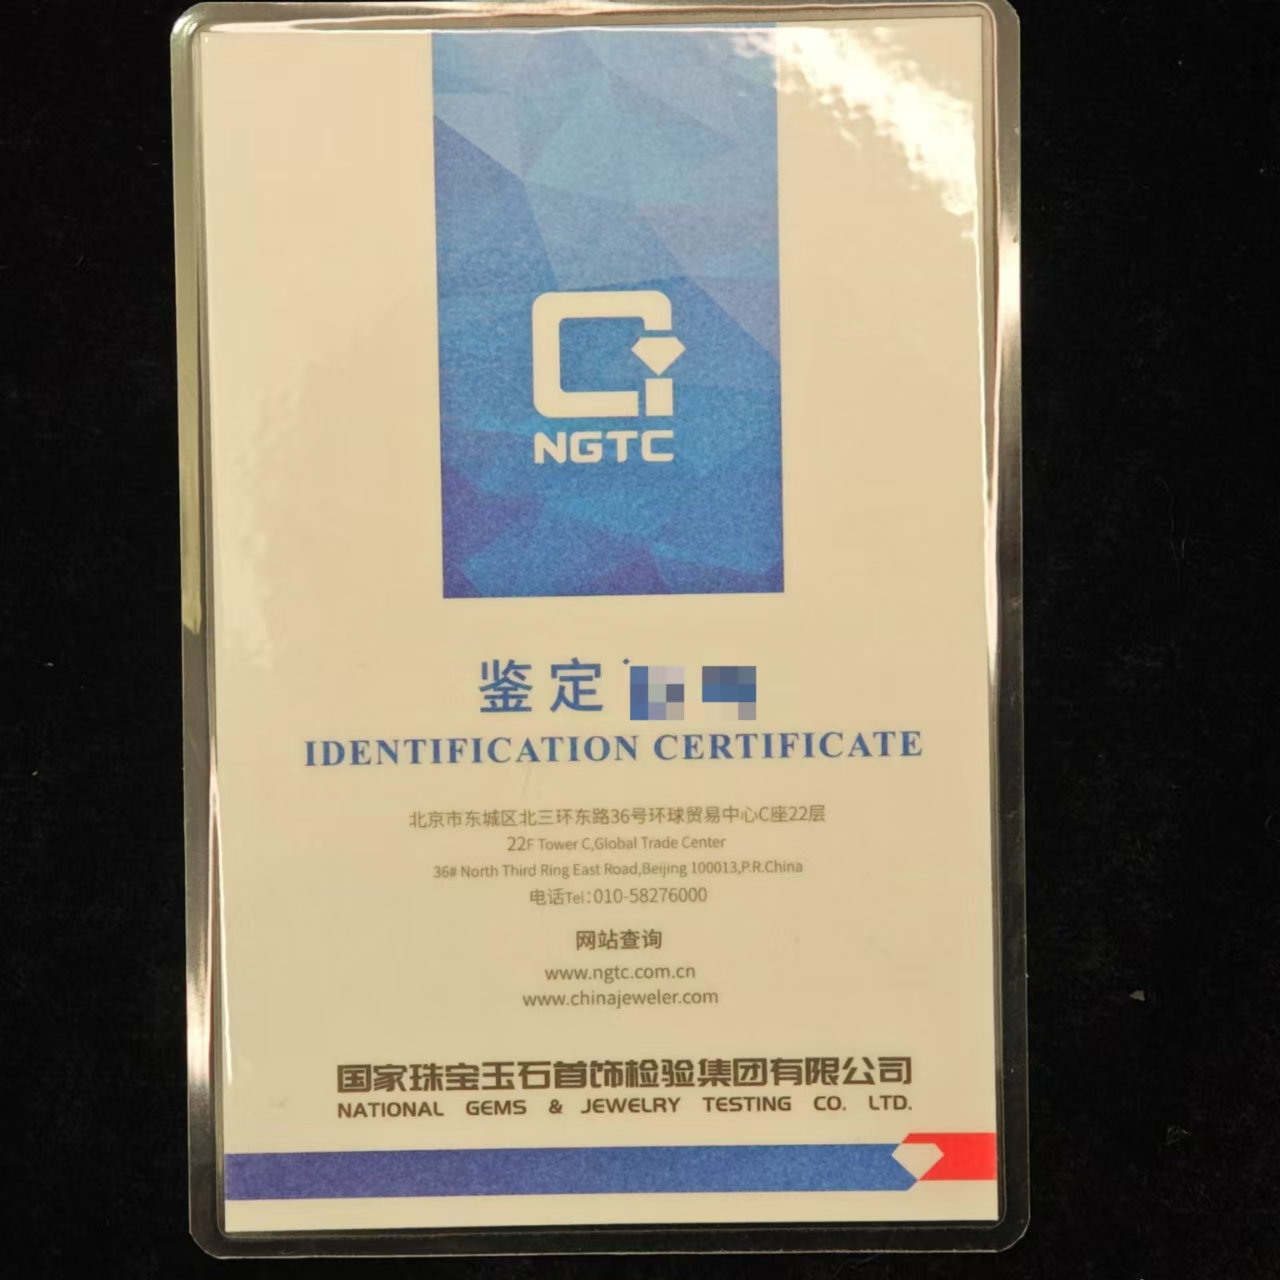 NGTC
鉴定
IDENTIFICATION CERTIFICATE
北京市东城区北三环东路36号环球贸易中心C座22层
22F Tower C,Global Trade Center
36# North Third Ring East Road,Beijing 100013,P.R.China
电话Tel:010-58276000
网站查询
www.ngtc.com.cn
www.chinajeweler.com
国家珠宝玉石首饰检验集团有限公司
NATIONAL GEMS & JEWELRY TESTING CO. LTD.